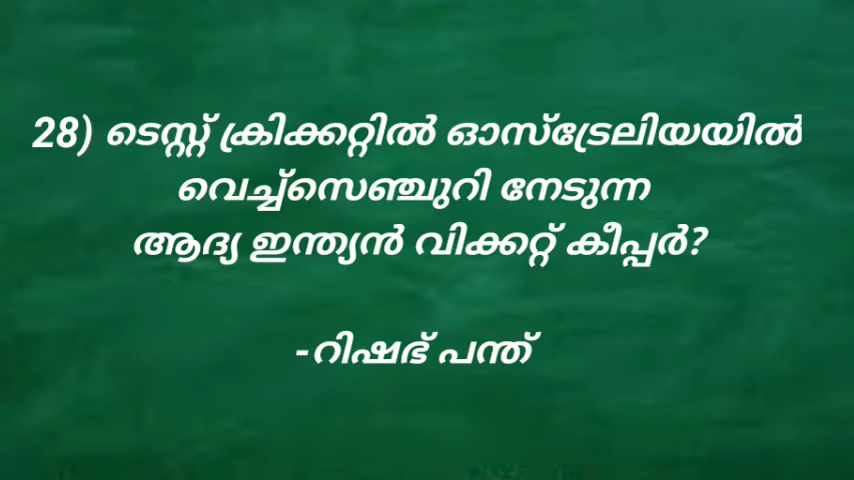 28) ടെസ്റ്റ് ക്രിക്കറ്റിൽ ഓസ്ട്രേലിയയിൽ
വെച്ച്സെഞ്ചുറി നേടുന്ന
ആദ്യ ഇന്ത്യൻ വിക്കറ്റ് കീപ്പർ?
-റിഷഭ് പന്ത്